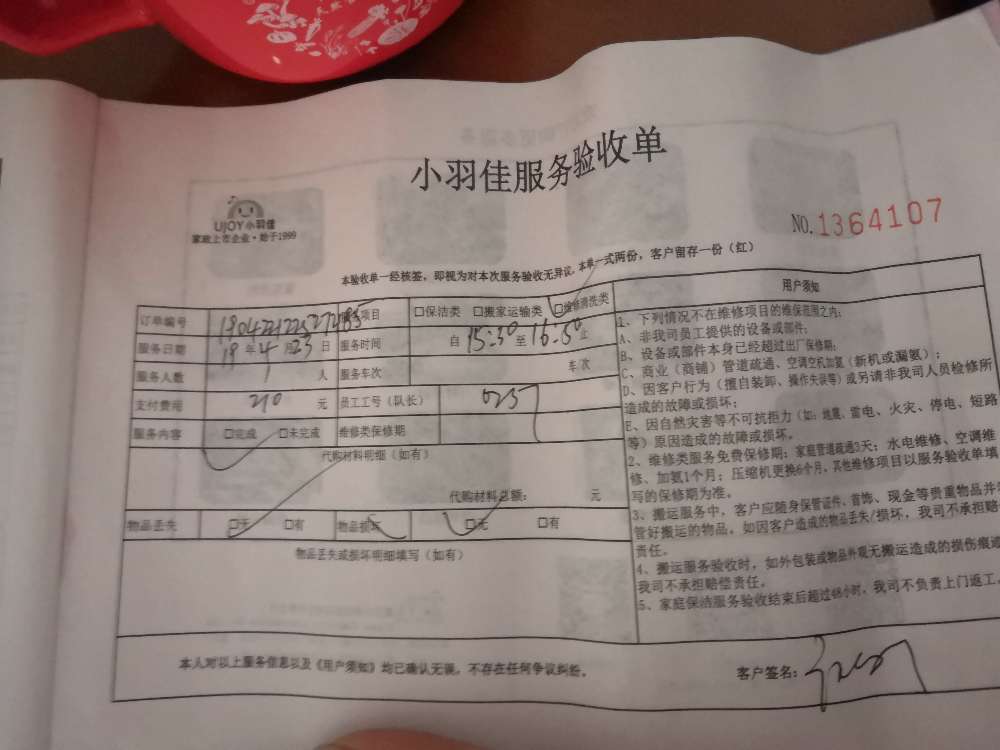 小羽佳服务验收单
UJOY小羽佳
家政上市企业·始于1999
NO.1364107
本验收单一经核签，即视为对本次服务验收无异议，本单一式两份，客户留存一份（红）
订单编号 项目 □保洁类 □搬家运输类 □维修清洗类
服务日期 19年4月23日 服务时间 自15:30至16:50止
服务人数 1人 服务车次 车次
支付费用 210元 员工工号（队长） 0257
服务内容 □完成 □未完成 维修类保修期
代购材料明细（如有）
代购材料总额： 元
物品丢失 □无 □有 物品损坏 □无 □有
物品丢失或损坏明细填写（如有）
用户须知
1、下列情况不在维修项目的维保范围之内：
A、非我司员工提供的设备或部件；
B、设备或部件本身已经超过出厂保修期；
C、商业（商铺）管道疏通、空调空机加氨（新机或漏氨）；
D、因客户行为（擅自装卸、操作失误等）或另请非我司人员检修所
造成的故障或损坏；
E、因自然灾害等不可抗拒力（如：地震、雷电、火灾、停电、短路
等）原因造成的故障或损坏。
2、维修类服务免费保修期：家庭管道疏通3天；水电维修、空调维
修、加氨1个月；压缩机更换6个月，其他维修项目以服务验收单填
写的保修期为准。
3、搬运服务中，客户应随身保管证件、首饰、现金等贵重物品并
管好搬运的物品。如因客户造成的物品丢失/损坏，我司不承担赔
责任。
4、搬运服务验收时，如外包装或物品外观无搬运造成的损伤痕迹
我司不承担赔偿责任。
5、家庭保洁服务验收结束后超过48小时，我司不负责上门返工。
本人对以上服务信息以及《用户须知》均已确认无误，不存在任何争议纠纷。
客户签名：